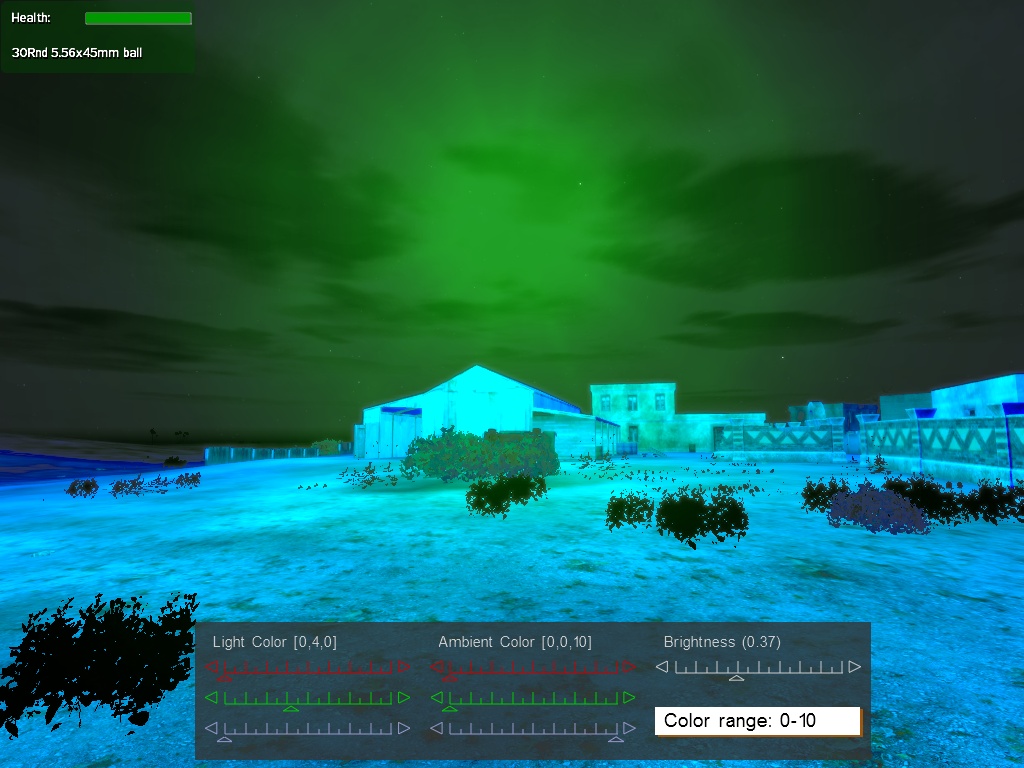 Health:
30Rnd 5.56x45mm ball
Light Color [0,4,0]
Ambient Color [0,0,10]
Brightness (0.37)
Color range: 0-10